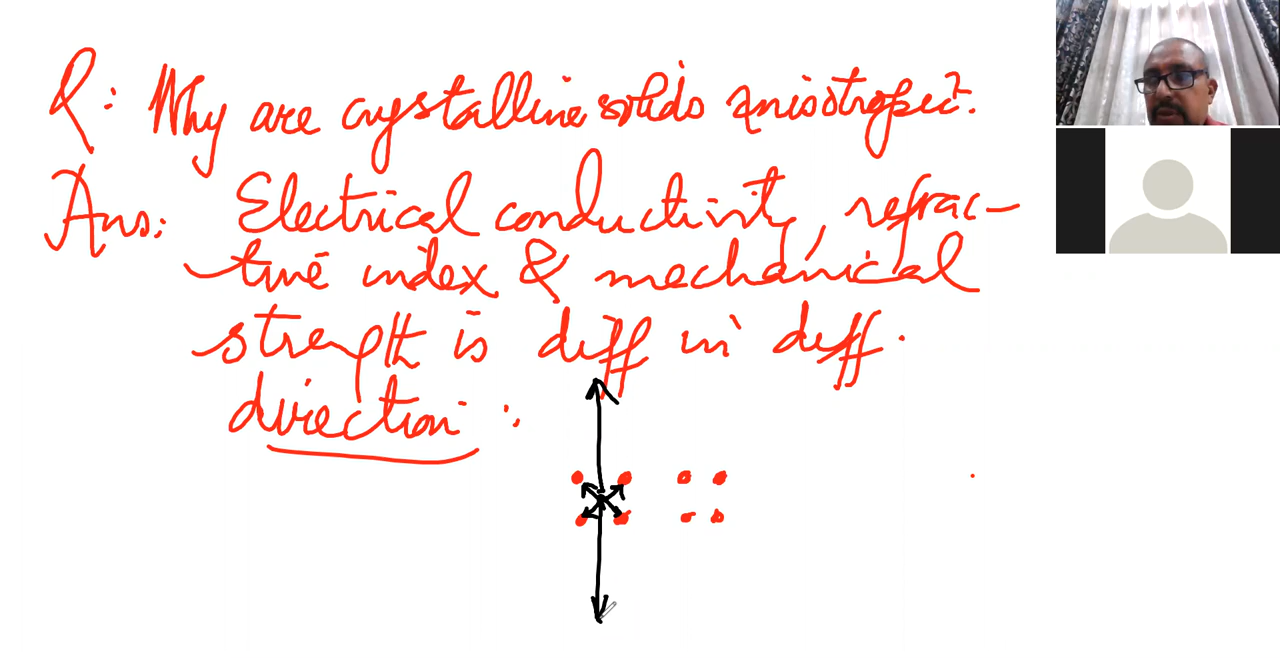 Q: Why are crystalline solids anisotropic?
Ans: Electrical conductivity, refrac-
tive index & mechanical
strength is diff in diff.
direction :